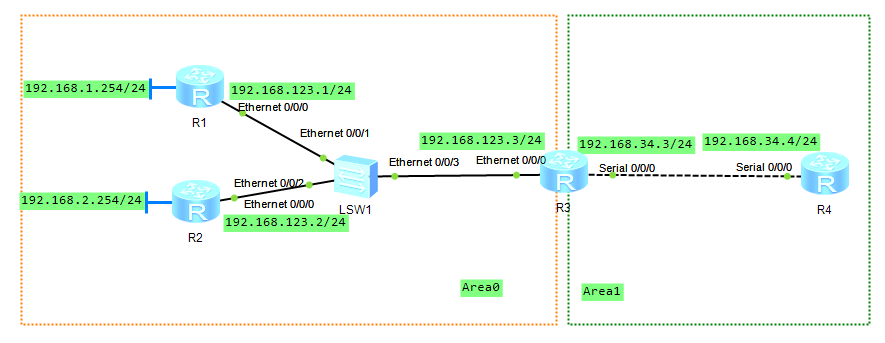 192.168.1.254/24
R
R1
192.168.123.1/24
Ethernet 0/0/0
Ethernet 0/0/1
192.168.2.254/24
R
R2
Ethernet 0/0/2
Ethernet 0/0/0
192.168.123.2/24
LSW1
Ethernet 0/0/3
192.168.123.3/24
Ethernet 0/0/0
R
R3
192.168.34.3/24
Serial 0/0/0
192.168.34.4/24
Serial 0/0/0
R
R4
Area0
Area1